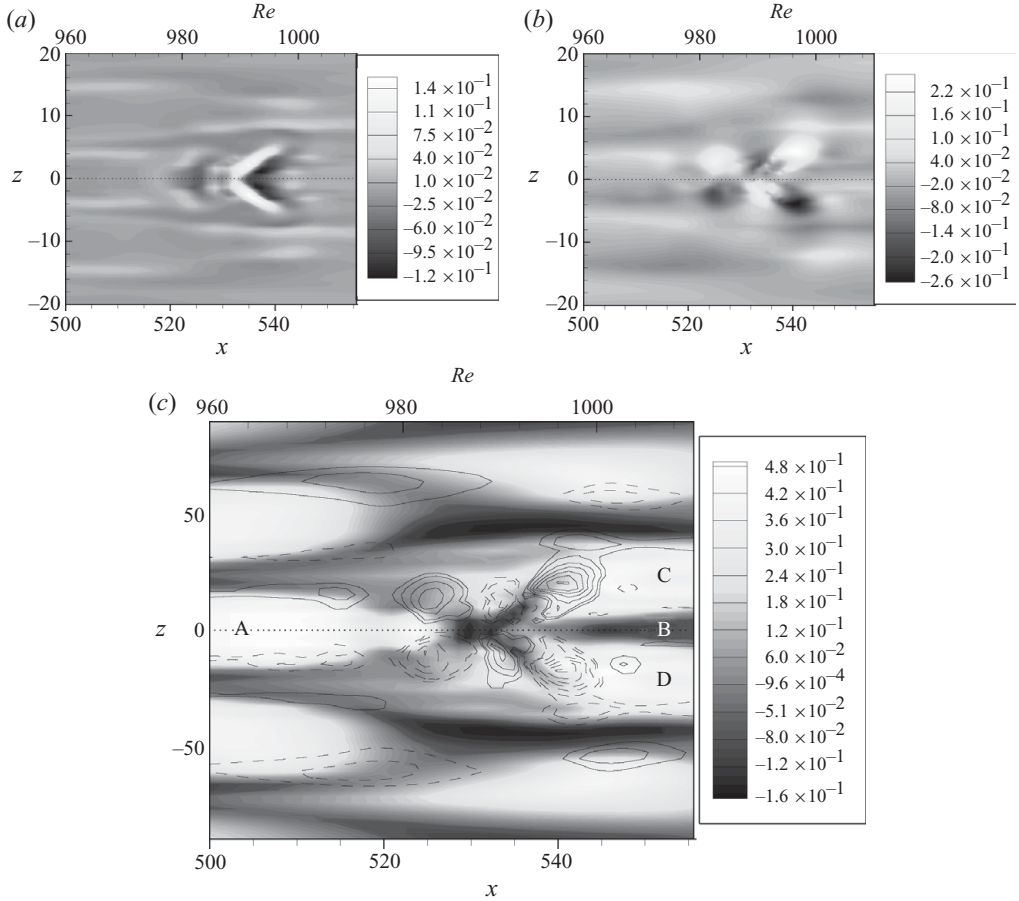 (a)
Re
960 980 1000
20
10
z 0
−10
−20
500 520 540
x
1.4 ×10⁻¹
1.1 ×10⁻¹
7.5 ×10⁻²
4.0 ×10⁻²
1.0 ×10⁻²
−2.5 ×10⁻²
−6.0 ×10⁻²
−9.5 ×10⁻²
−1.2 ×10⁻¹
(b)
Re
960 980 1000
20
10
z 0
−10
−20
500 520 540
x
2.2 ×10⁻¹
1.6 ×10⁻¹
1.0 ×10⁻¹
4.0 ×10⁻²
−2.0 ×10⁻²
−8.0 ×10⁻²
−1.4 ×10⁻¹
−2.0 ×10⁻¹
−2.6 ×10⁻¹
(c)
Re
960 980 1000
50
z 0
−50
A
C
B
D
500 520 540
x
4.8 ×10⁻¹
4.2 ×10⁻¹
3.6 ×10⁻¹
3.0 ×10⁻¹
2.4 ×10⁻¹
1.8 ×10⁻¹
1.2 ×10⁻¹
6.0 ×10⁻²
−9.6 ×10⁻⁴
−5.1 ×10⁻²
−8.0 ×10⁻²
−1.2 ×10⁻¹
−1.6 ×10⁻¹